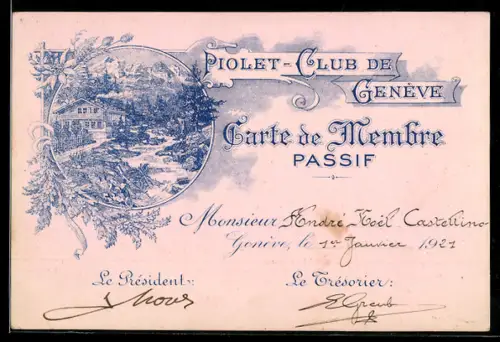 PIOLET-CLUB DE
GENÈVE
Carte de Membre
PASSIF
Monsieur André Noël Castellino
Genève, le 1er Janvier 1921
Le Président: Le Trésorier:
EGreub